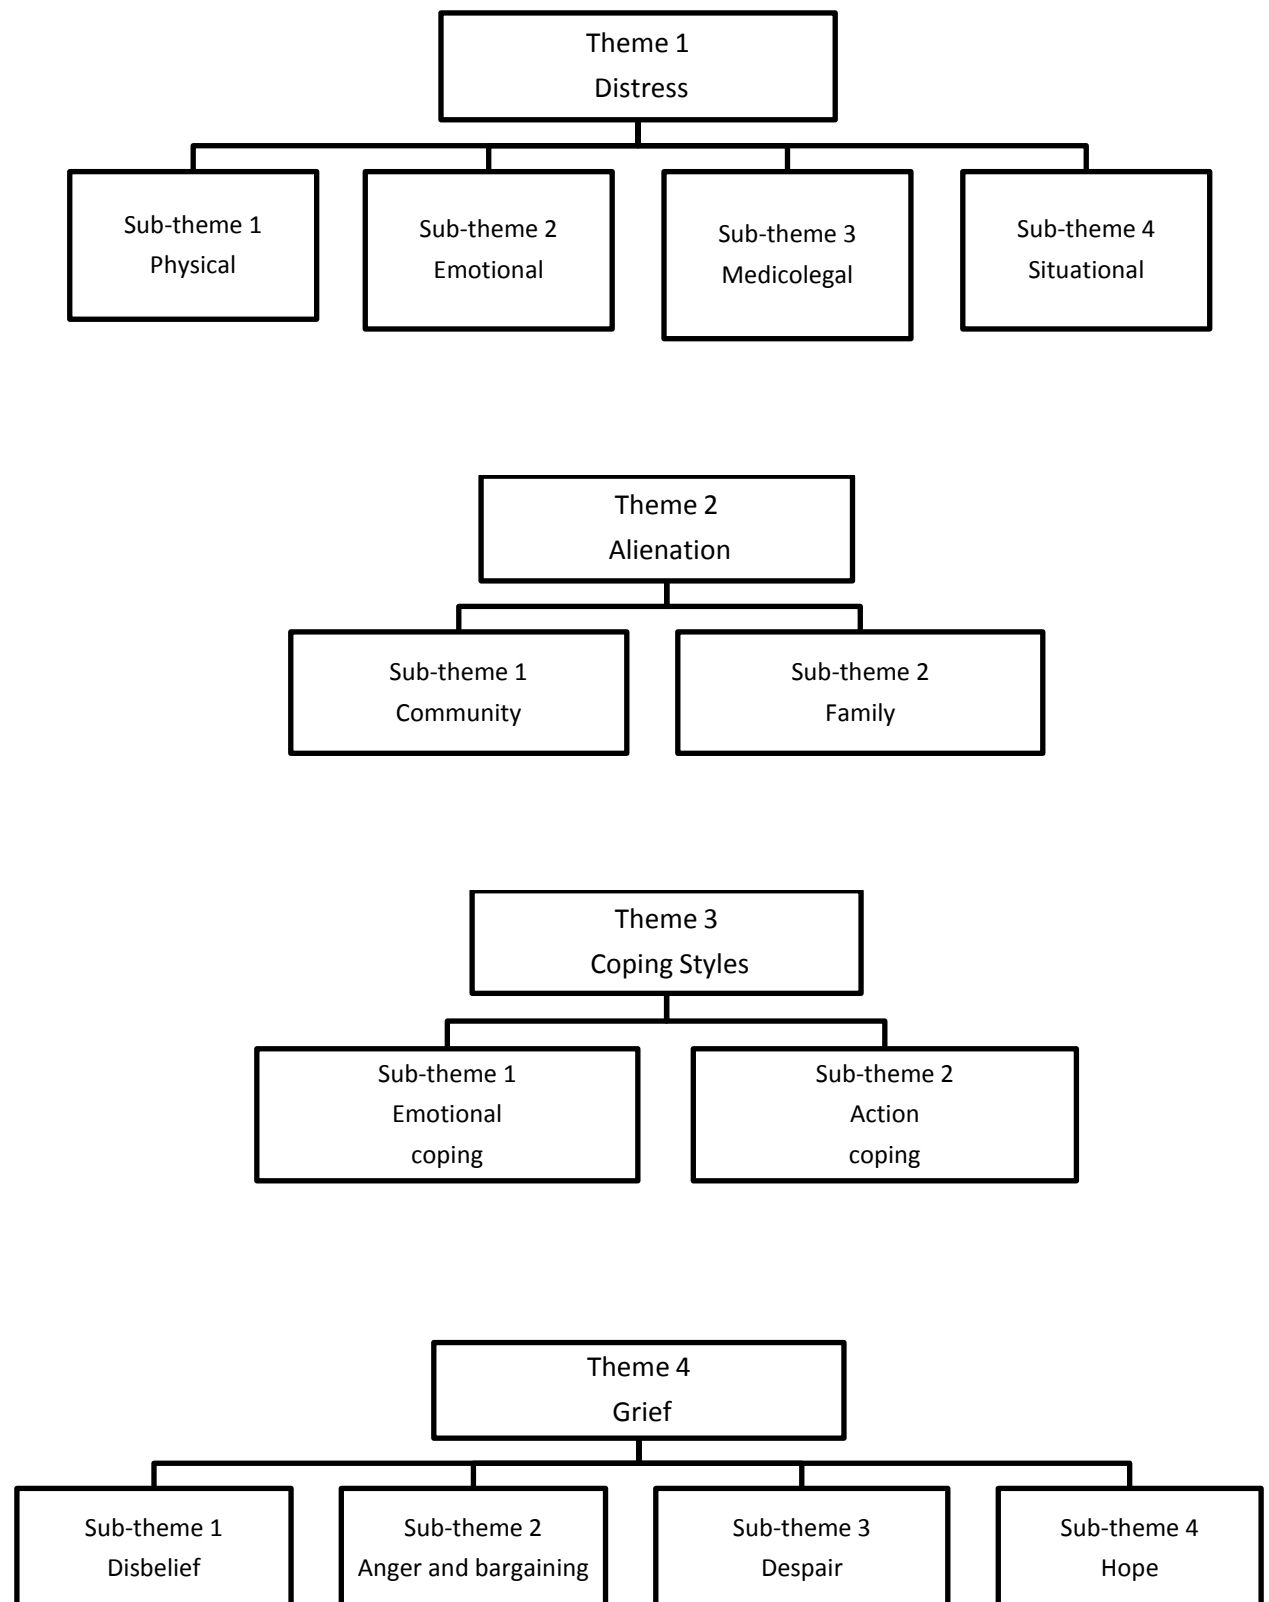 Theme 1
Distress
Sub-theme 1
Physical
Sub-theme 2
Emotional
Sub-theme 3
Medicolegal
Sub-theme 4
Situational
Theme 2
Alienation
Sub-theme 1
Community
Sub-theme 2
Family
Theme 3
Coping Styles
Sub-theme 1
Emotional
coping
Sub-theme 2
Action
coping
Theme 4
Grief
Sub-theme 1
Disbelief
Sub-theme 2
Anger and bargaining
Sub-theme 3
Despair
Sub-theme 4
Hope